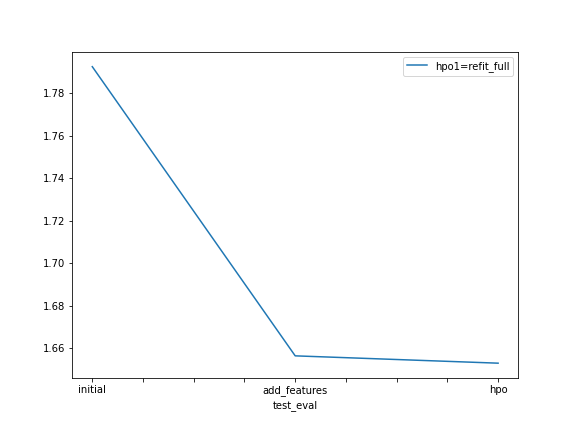 hpo1=refit_full
1.78
1.76
1.74
1.72
1.70
1.68
1.66
initial add_features hpo
test_eval